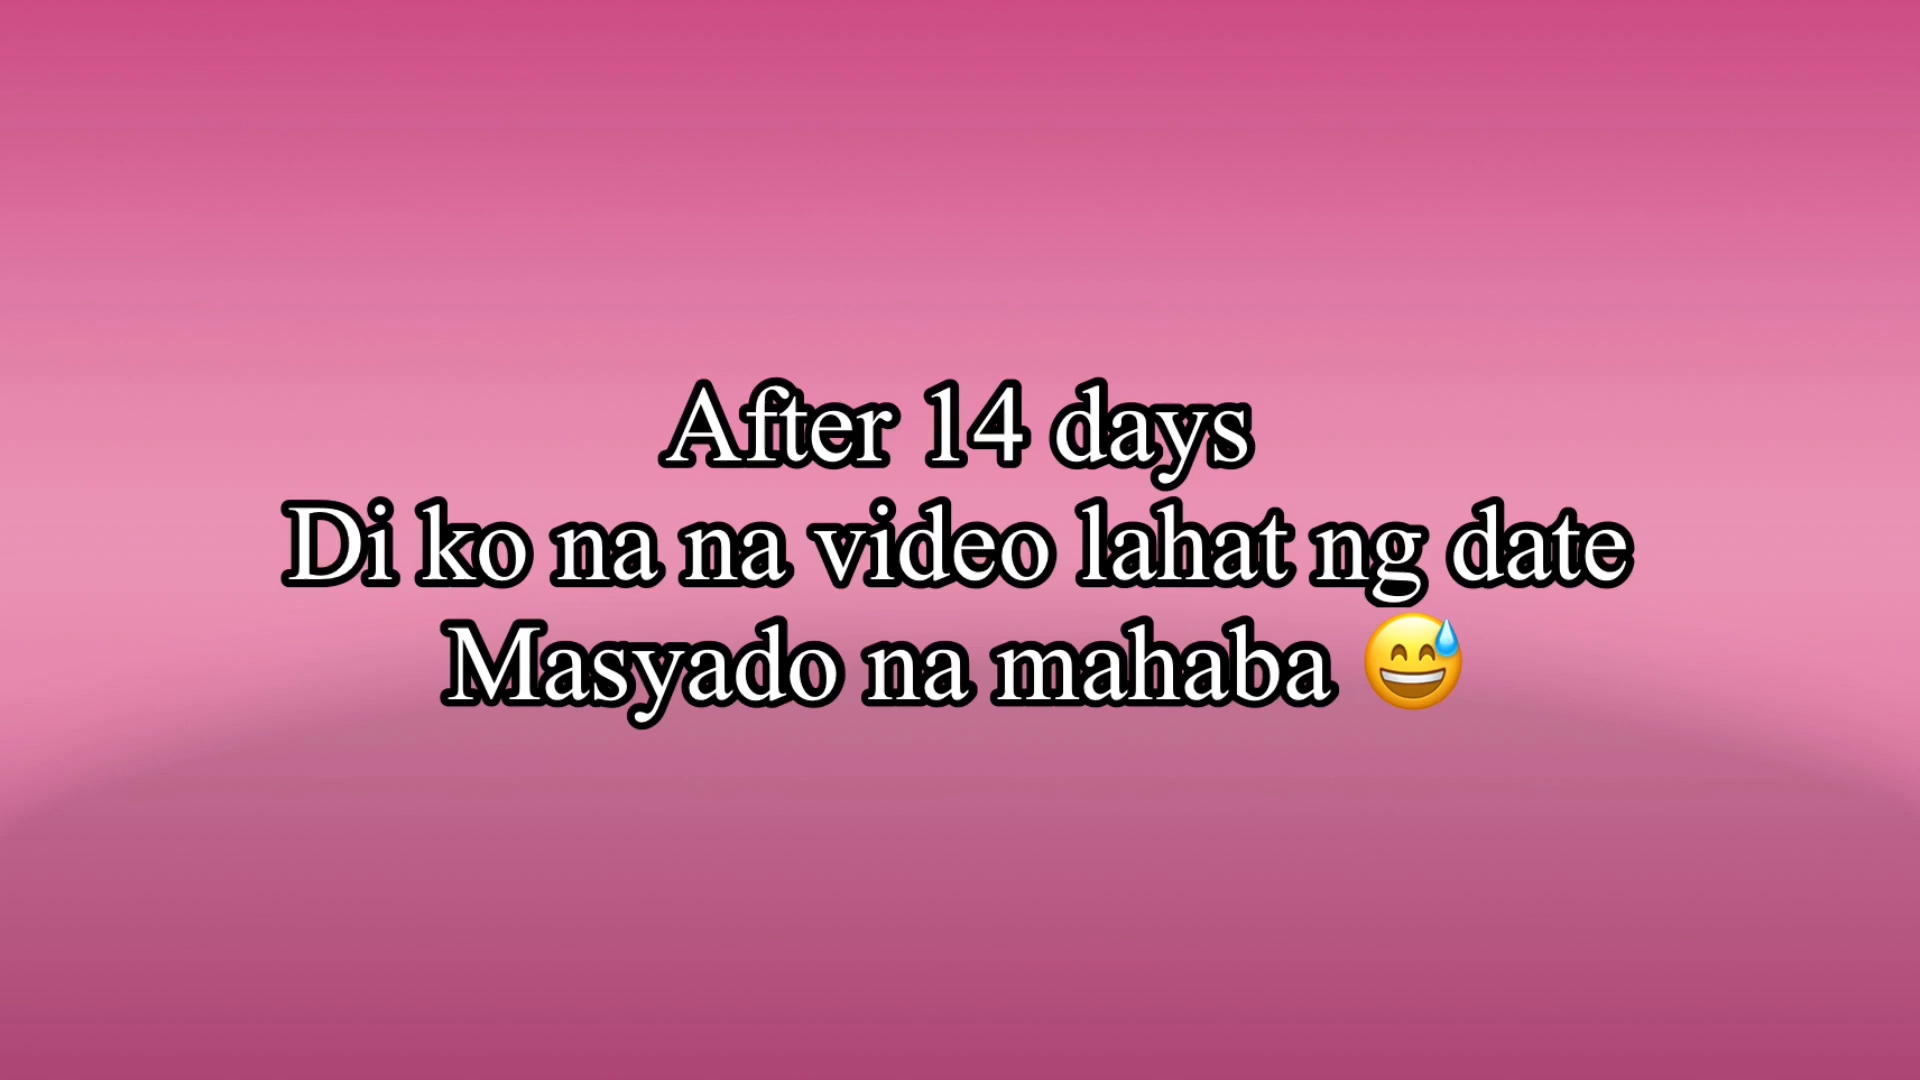 After 14 days
Di ko na na video lahat ng date
Masyado na mahaba 😅